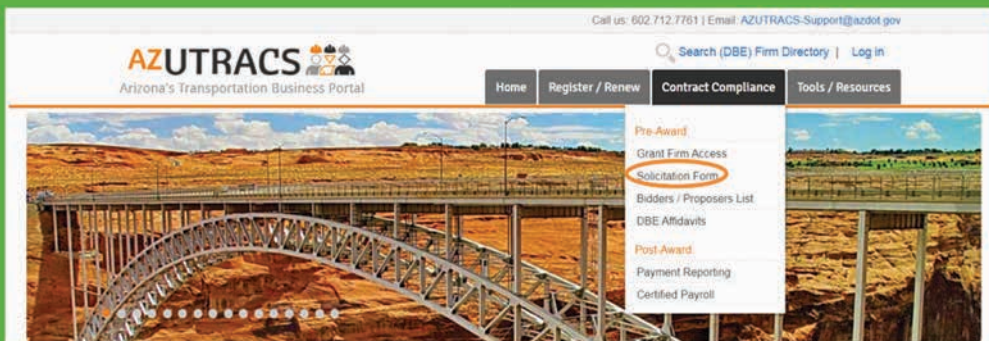 Call us: 602.712.7761 | Email: AZUTRACS-Support@azdot.gov
AZUTRACS
Arizona's Transportation Business Portal
Search (DBE) Firm Directory | Log in
Home Register / Renew Contract Compliance Tools / Resources
Pre-Award
Grant Firm Access
Solicitation Form
Bidders / Proposers List
DBE Affidavits
Post-Award
Payment Reporting
Certified Payroll